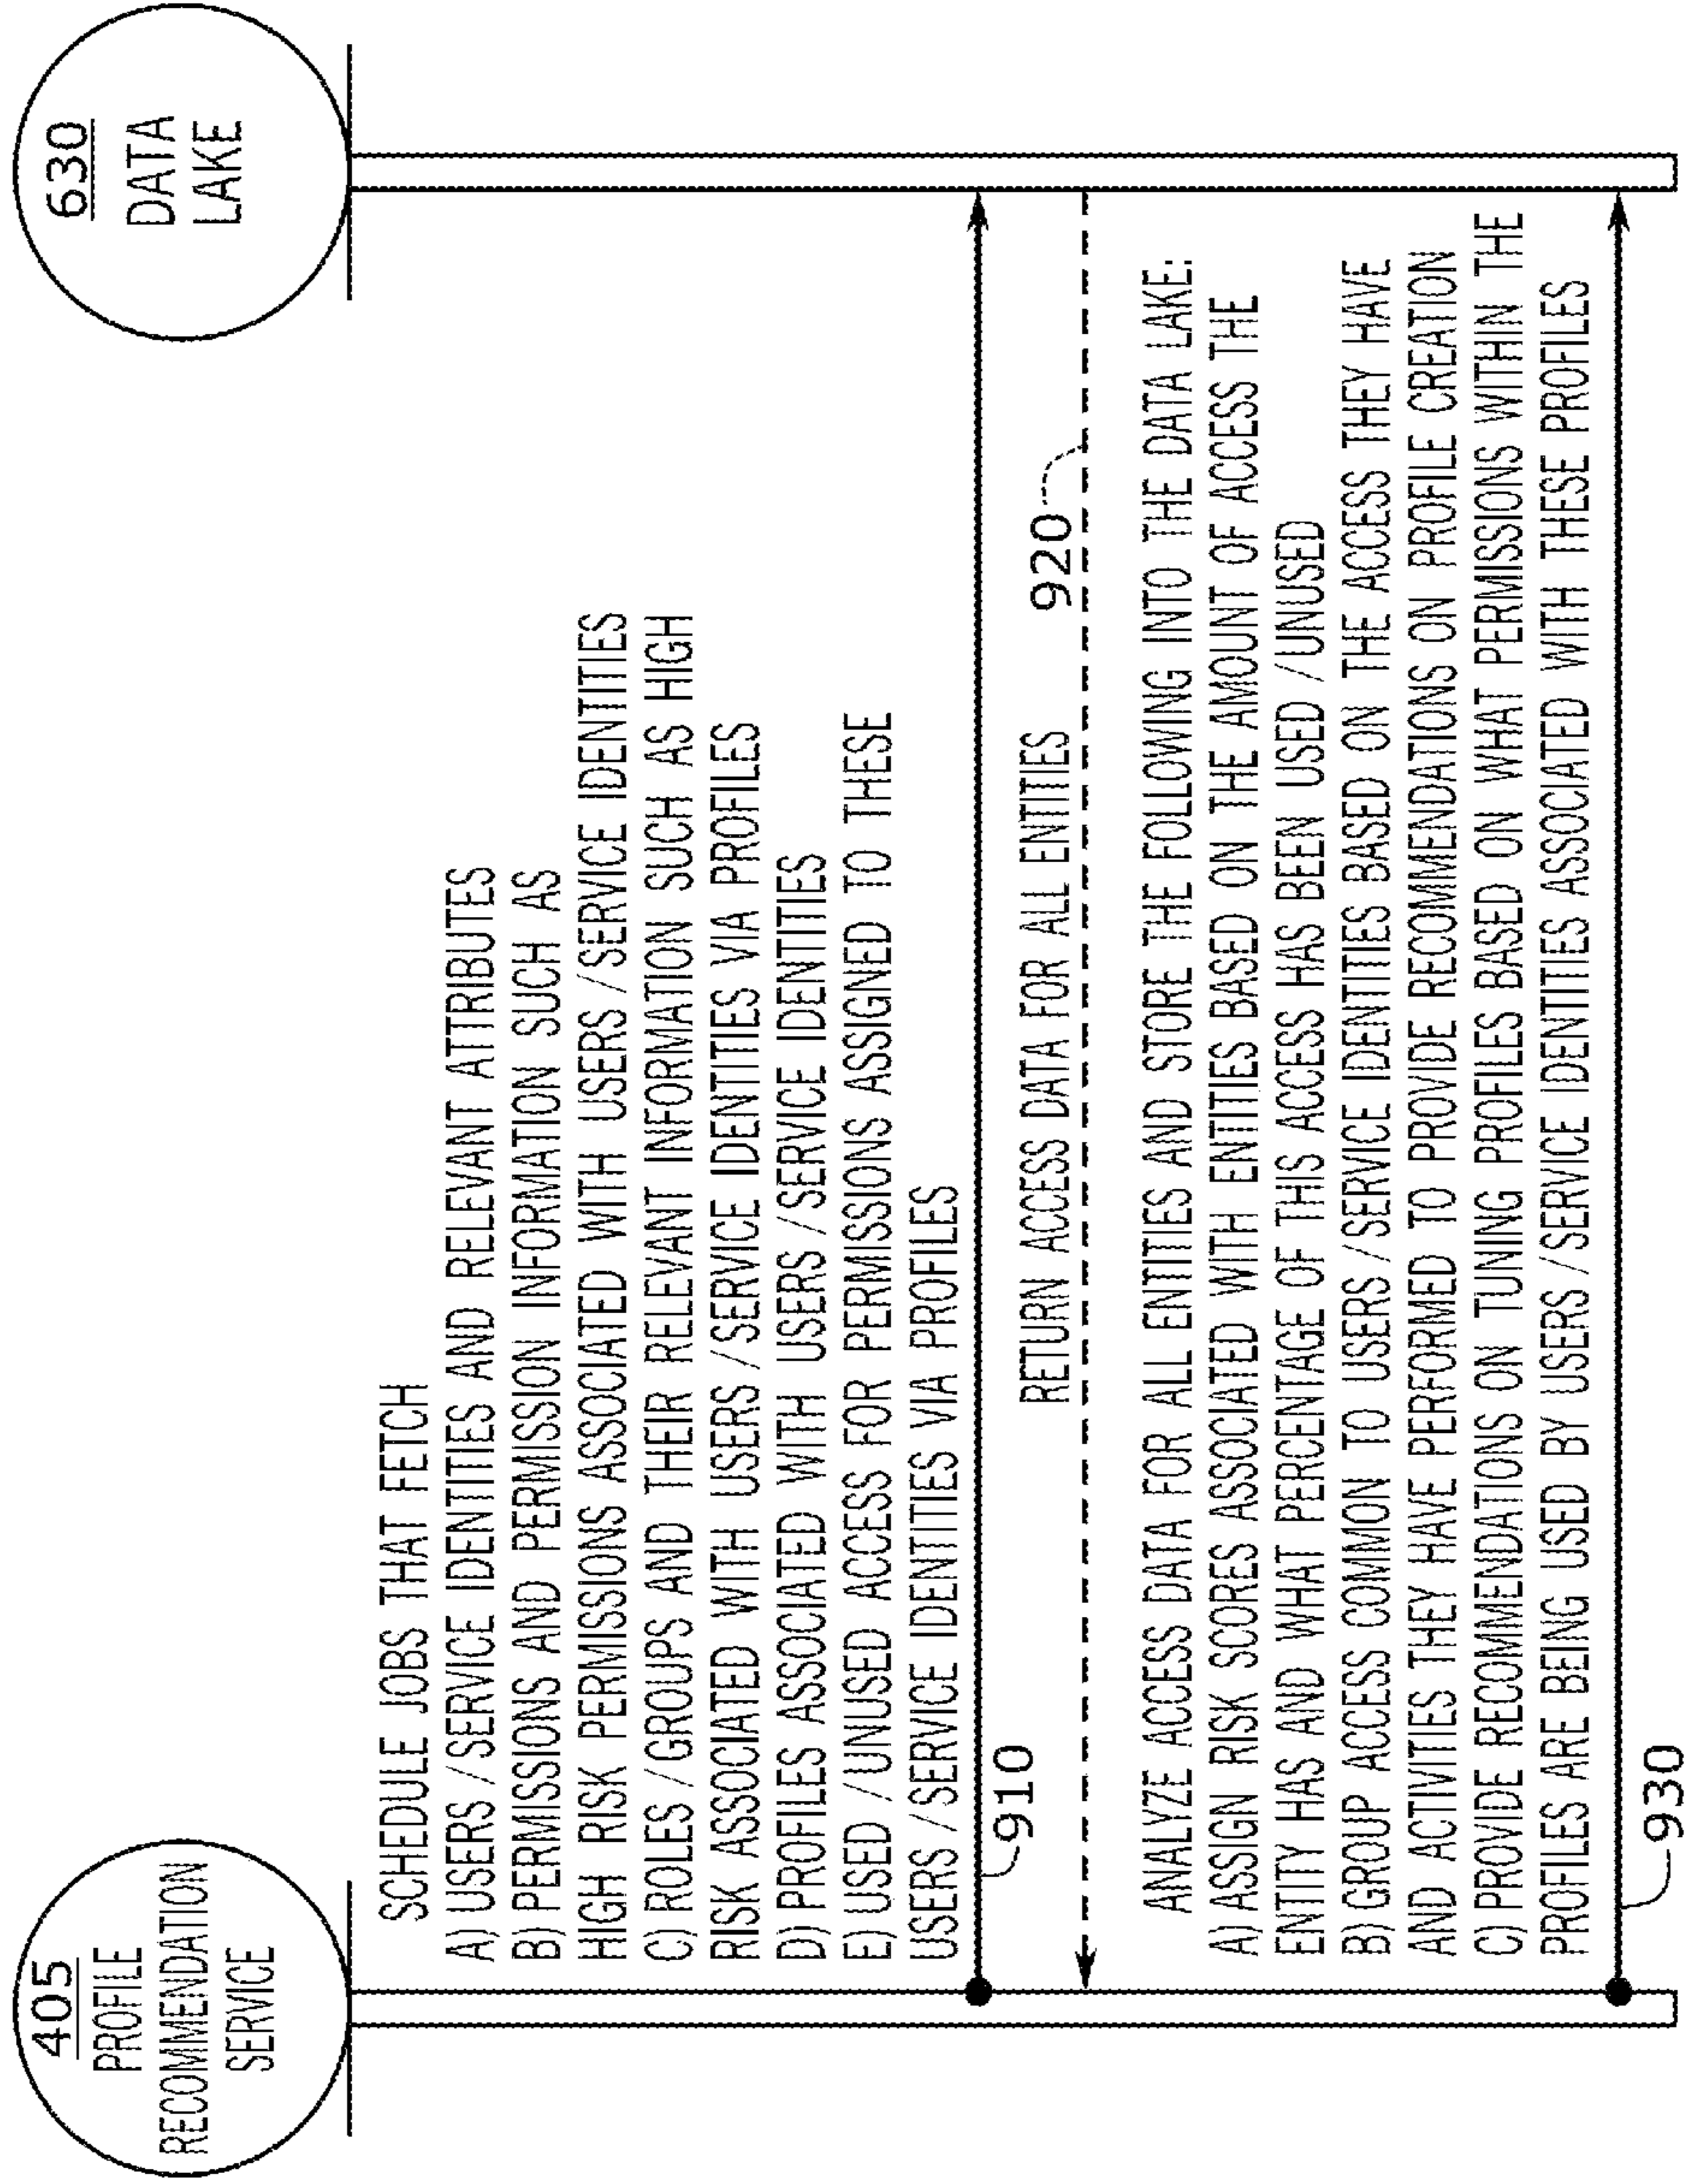 405
PROFILE
RECOMMENDATION
SERVICE
630
DATA
LAKE
SCHEDULE JOBS THAT FETCH
A) USERS/SERVICE IDENTITIES AND RELEVANT ATTRIBUTES
B) PERMISSIONS AND PERMISSION INFORMATION SUCH AS
HIGH RISK PERMISSIONS ASSOCIATED WITH USERS/SERVICE IDENTITIES
C) ROLES/GROUPS AND THEIR RELEVANT INFORMATION SUCH AS HIGH
RISK ASSOCIATED WITH USERS/SERVICE IDENTITIES VIA PROFILES
D) PROFILES ASSOCIATED WITH USERS/SERVICE IDENTITIES
E) USED/UNUSED ACCESS FOR PERMISSIONS ASSIGNED TO THESE
USERS/SERVICE IDENTITIES VIA PROFILES
910
RETURN ACCESS DATA FOR ALL ENTITIES
920
ANALYZE ACCESS DATA FOR ALL ENTITIES AND STORE THE FOLLOWING INTO THE DATA LAKE:
A) ASSIGN RISK SCORES ASSOCIATED WITH ENTITIES BASED ON THE AMOUNT OF ACCESS THE
ENTITY HAS AND WHAT PERCENTAGE OF THIS ACCESS HAS BEEN USED/UNUSED
B) GROUP ACCESS COMMON TO USERS/SERVICE IDENTITIES BASED ON THE ACCESS THEY HAVE
AND ACTIVITIES THEY HAVE PERFORMED TO PROVIDE RECOMMENDATIONS ON PROFILE CREATION
C) PROVIDE RECOMMENDATIONS ON TUNING PROFILES BASED ON WHAT PERMISSIONS WITHIN THE
PROFILES ARE BEING USED BY USERS/SERVICE IDENTITIES ASSOCIATED WITH THESE PROFILES
930